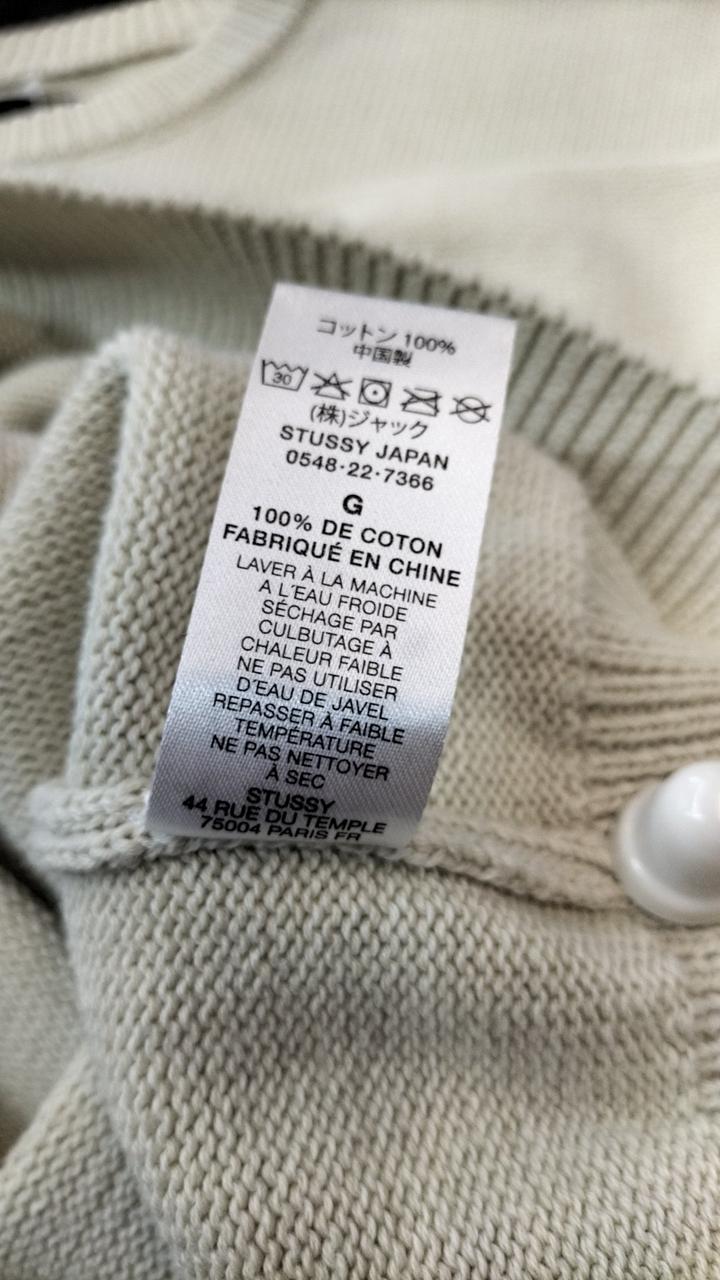 コットン 100%
中国製
30
(株)ジャック
STUSSY JAPAN
0548·22·7366
G
100% DE COTON
FABRIQUÉ EN CHINE
LAVER À LA MACHINE
A L'EAU FROIDE
SÉCHAGE PAR
CULBUTAGE À
CHALEUR FAIBLE
NE PAS UTILISER
D'EAU DE JAVEL
REPASSER À FAIBLE
TEMPÉRATURE
NE PAS NETTOYER
À SEC
STUSSY
44 RUE DU TEMPLE
75004 PARIS FR